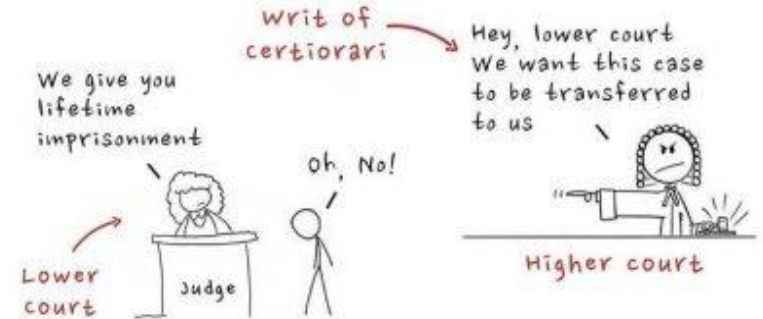 Writ of
certiorari
Hey, lower court
We want this case
to be transferred
to us
We give you
lifetime
imprisonment
Oh, No!
Lower
court
Judge
Higher court